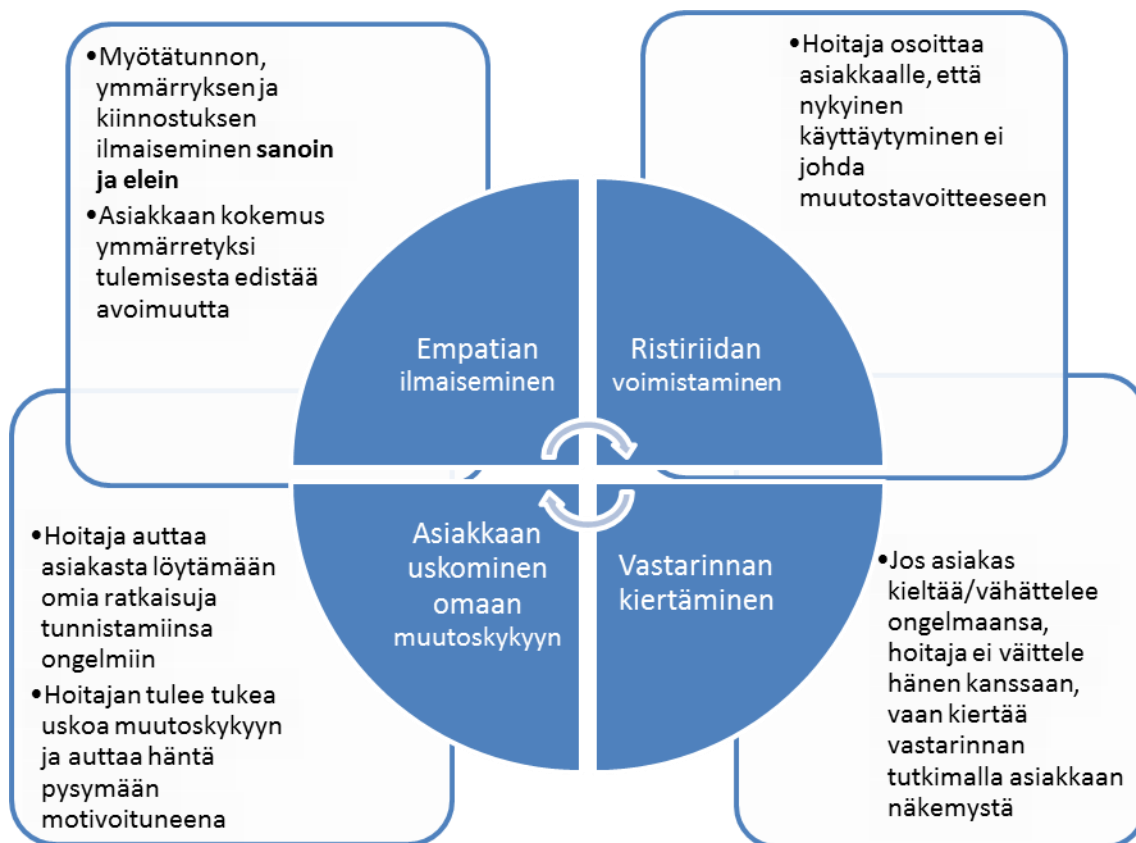 •Myötätunnon,
ymmärryksen ja
kiinnostuksen
ilmaiseminen sanoin
ja elein
•Asiakkaan kokemus
ymmärretyksi
tulemisesta edistää
avoimuutta
•Hoitaja osoittaa
asiakkaalle, että
nykyinen
käyttäytyminen ei
johda
muutostavoitteeseen
Empatian
ilmaiseminen
Ristiriidan
voimistaminen
Asiakkaan
uskominen
omaan
muutoskykyyn
Vastarinnan
kiertäminen
•Hoitaja auttaa
asiakasta löytämään
omia ratkaisuja
tunnistamiinsa
ongelmiin
•Hoitajan tulee tukea
uskoa muutoskykyyn
ja auttaa häntä
pysymään
motivoituneena
•Jos asiakas
kieltää/vähättelee
ongelmaansa,
hoitaja ei väittele
hänen kanssaan,
vaan kiertää
vastarinnan
tutkimalla asiakkaan
näkemystä